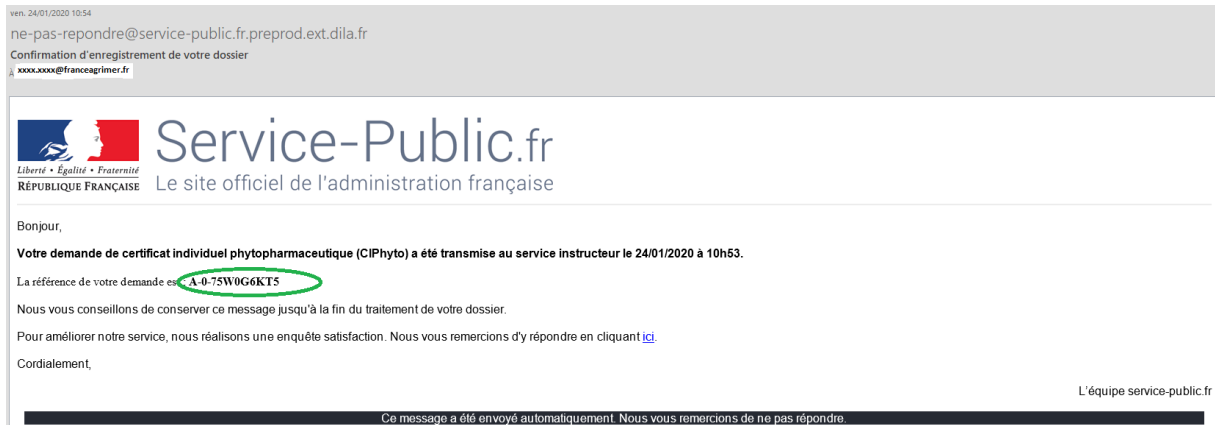 ven. 24/01/2020 10:54
ne-pas-repondre@service-public.fr.preprod.ext.dila.fr
Confirmation d'enregistrement de votre dossier
À xxxx.xxxx@franceagrimer.fr
Service-Public.fr
Liberté • Égalité • Fraternité
RÉPUBLIQUE FRANÇAISE
Le site officiel de l'administration française
Bonjour,
Votre demande de certificat individuel phytopharmaceutique (CIPhyto) a été transmise au service instructeur le 24/01/2020 à 10h53.
La référence de votre demande est : A-0-75W0G6KT5
Nous vous conseillons de conserver ce message jusqu'à la fin du traitement de votre dossier.
Pour améliorer notre service, nous réalisons une enquête satisfaction. Nous vous remercions d'y répondre en cliquant ici.
Cordialement,
L'équipe service-public.fr
Ce message a été envoyé automatiquement. Nous vous remercions de ne pas répondre.